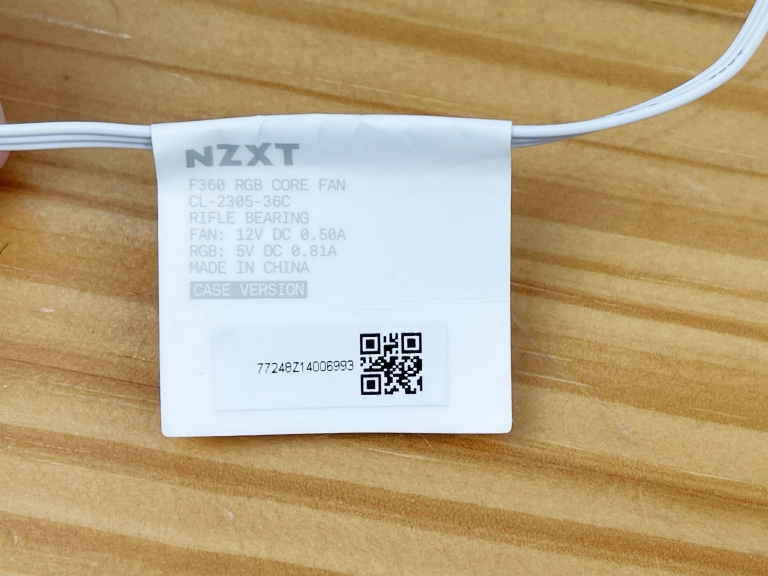 NZXT
F360 RGB CORE FAN
CL-2305-36C
RIFLE BEARING
FAN: 12V DC 0.50A
RGB: 5V DC 0.81A
MADE IN CHINA
CASE VERSION
77248Z14006993